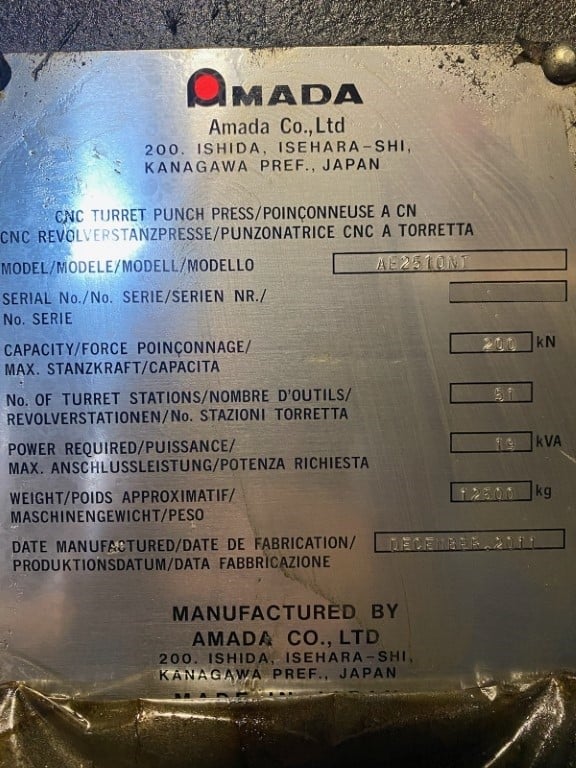 AMADA
Amada Co.,Ltd
200. ISHIDA, ISEHARA-SHI,
KANAGAWA PREF., JAPAN
CNC TURRET PUNCH PRESS/POINÇONNEUSE A CN
CNC REVOLVERSTANZPRESSE/PUNZONATRICE CNC A TORRETTA
MODEL/MODELE/MODELL/MODELLO AE2510NT
SERIAL No./No. SERIE/SERIEN NR./
No. SERIE
CAPACITY/FORCE POINÇONNAGE/ 200 kN
MAX. STANZKRAFT/CAPACITA
No. OF TURRET STATIONS/NOMBRE D'OUTILS/ 51
REVOLVERSTATIONEN/No. STAZIONI TORRETTA
POWER REQUIRED/PUISSANCE/ kVA
MAX. ANSCHLUSSLEISTUNG/POTENZA RICHIESTA
WEIGHT/POIDS APPROXIMATIF/ kg
MASCHINENGEWICHT/PESO
DATE MANUFACTURED/DATE DE FABRICATION/ DECEMBER.2011
PRODUKTIONSDATUM/DATA FABBRICAZIONE
MANUFACTURED BY
AMADA CO., LTD
200. ISHIDA, ISEHARA-SHI,
KANAGAWA PREF., JAPAN
MADE IN JAPAN